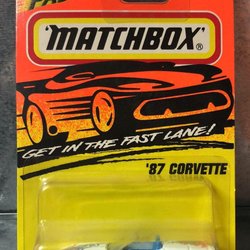 MATCHBOX®
GET IN THE FAST LANE!
'87 CORVETTE